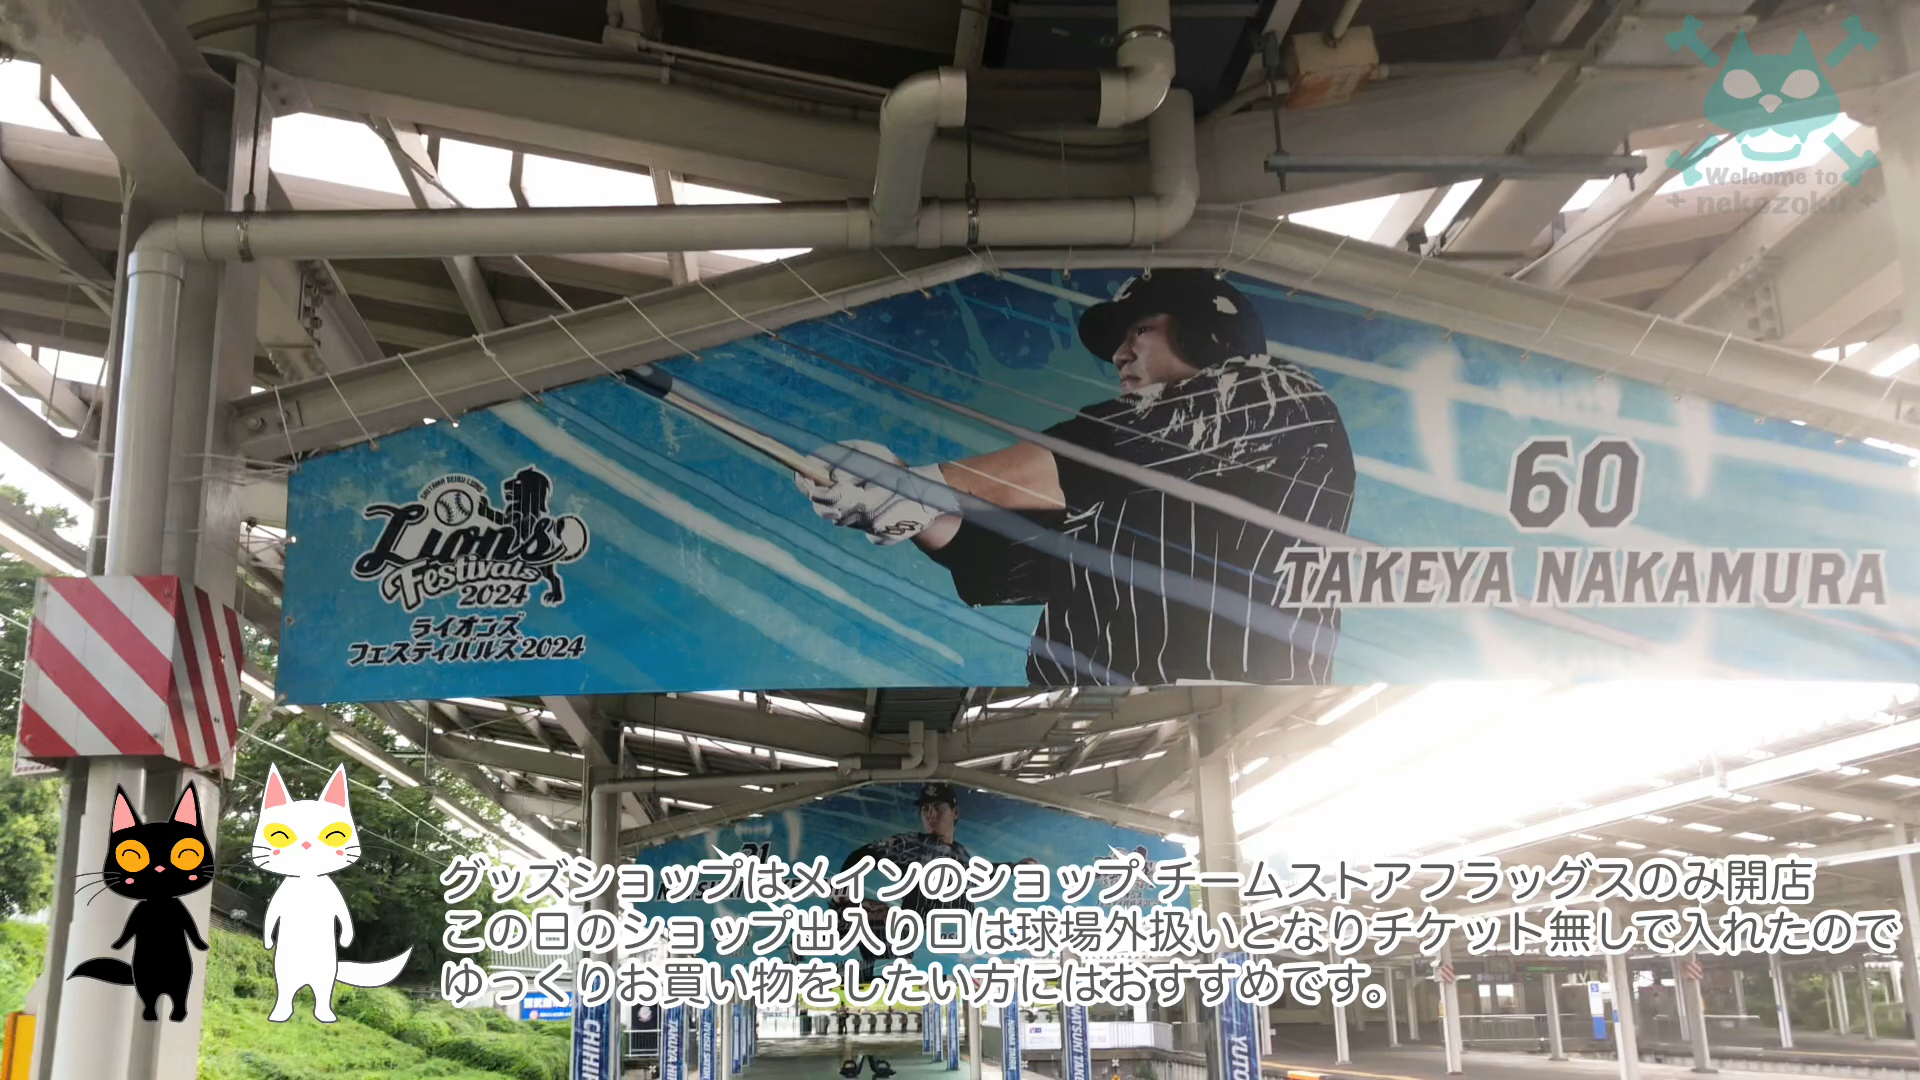 Welcome to
nekozoku
SAITAMA SEIBU LIONS
Lions
Festivals
2024
ライオンズ
フェスティバルズ2024
60
TAKEYA NAKAMURA
グッズショップはメインのショップ チームストアフラッグスのみ開店
この日のショップ出入り口は球場外扱いとなりチケット無しで入れたので
ゆっくりお買い物をしたい方にはおすすめです。
CHIHI
YUTO